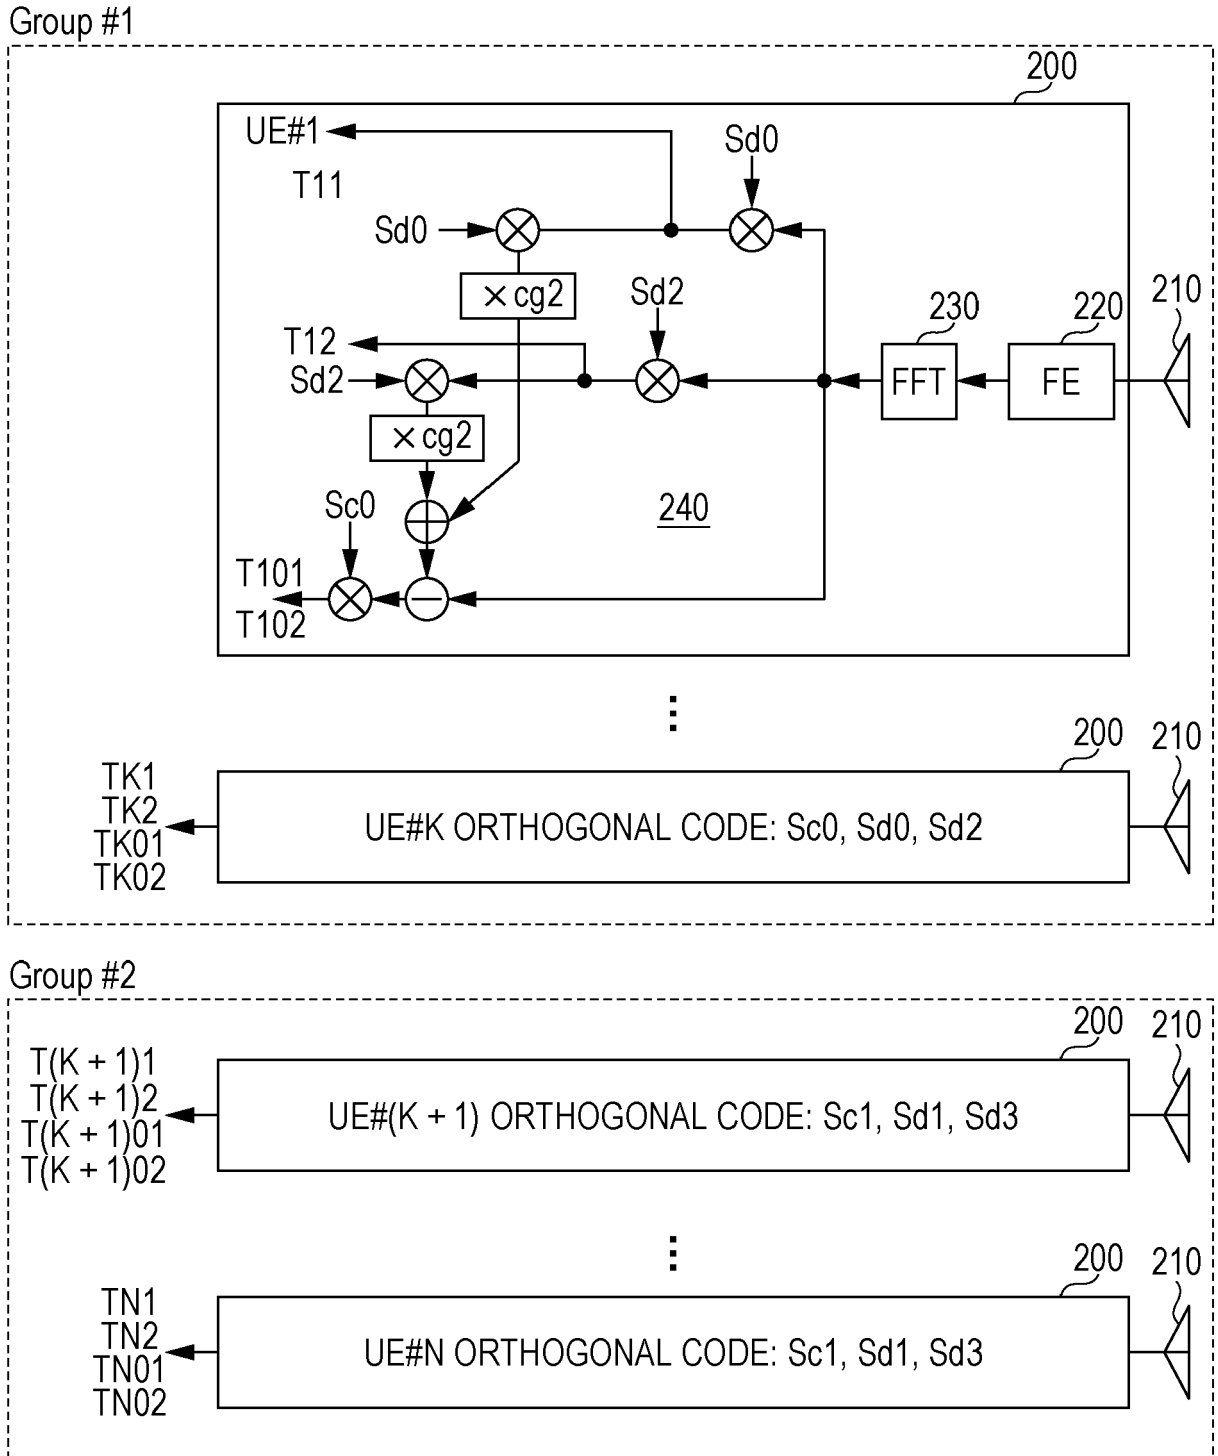 Group #1
200
UE#1
T11
Sd0
Sd0
× cg2
Sd2
T12
Sd2
× cg2
230
220
210
FFT
FE
Sc0
240
T101
T102
200
210
TK1
TK2
TK01
TK02
UE#K ORTHOGONAL CODE: Sc0, Sd0, Sd2
Group #2
200
210
T(K + 1)1
T(K + 1)2
T(K + 1)01
T(K + 1)02
UE#(K + 1) ORTHOGONAL CODE: Sc1, Sd1, Sd3
200
210
TN1
TN2
TN01
TN02
UE#N ORTHOGONAL CODE: Sc1, Sd1, Sd3